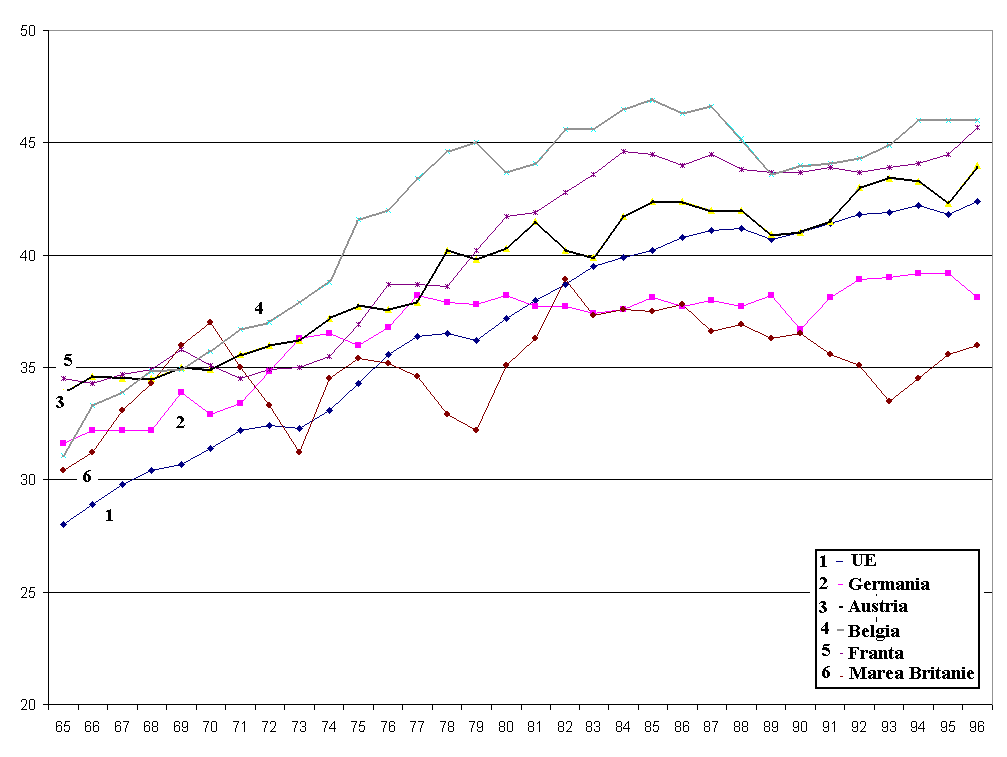 50
45
40
35
30
25
20
4
5
3
2
6
1
1 – UE
2 – Germania
3 - Austria
4 – Belgia
5 - Franta
6 - Marea Britanie
65 66 67 68 69 70 71 72 73 74 75 76 77 78 79 80 81 82 83 84 85 86 87 88 89 90 91 92 93 94 95 96